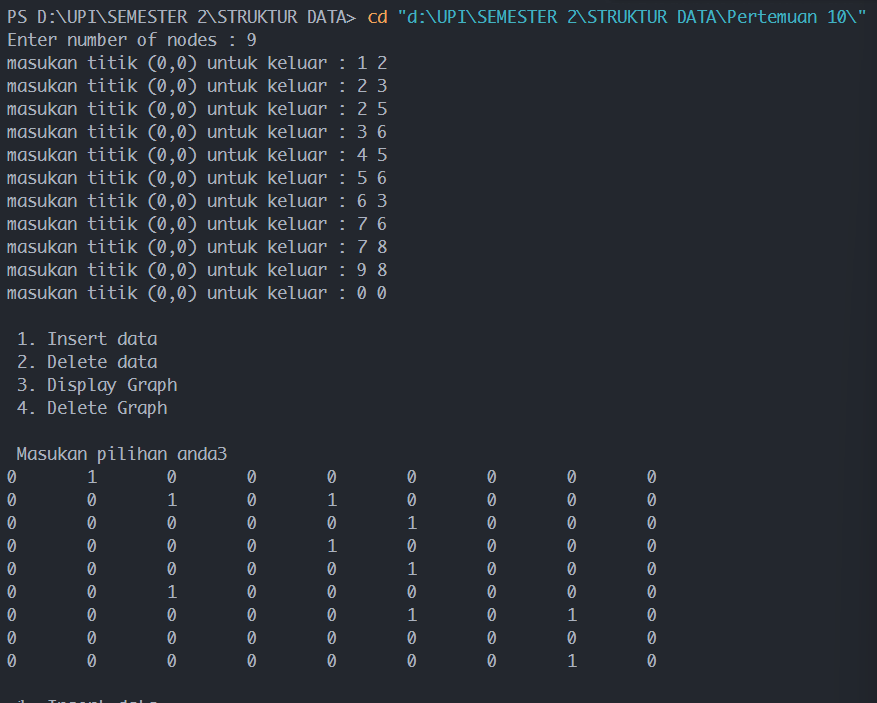 PS D:\UPI\SEMESTER 2\STRUKTUR DATA> cd "d:\UPI\SEMESTER 2\STRUKTUR DATA\Pertemuan 10\"
Enter number of nodes : 9
masukan titik (0,0) untuk keluar : 1 2
masukan titik (0,0) untuk keluar : 2 3
masukan titik (0,0) untuk keluar : 2 5
masukan titik (0,0) untuk keluar : 3 6
masukan titik (0,0) untuk keluar : 4 5
masukan titik (0,0) untuk keluar : 5 6
masukan titik (0,0) untuk keluar : 6 3
masukan titik (0,0) untuk keluar : 7 6
masukan titik (0,0) untuk keluar : 7 8
masukan titik (0,0) untuk keluar : 9 8
masukan titik (0,0) untuk keluar : 0 0
1. Insert data
2. Delete data
3. Display Graph
4. Delete Graph
Masukan pilihan anda3
0 1 0 0 0 0 0 0 0
0 0 1 0 1 0 0 0 0
0 0 0 0 0 1 0 0 0
0 0 0 0 1 0 0 0 0
0 0 0 0 0 1 0 0 0
0 0 1 0 0 0 0 0 0
0 0 0 0 0 1 0 1 0
0 0 0 0 0 0 0 0 0
0 0 0 0 0 0 0 1 0
1. Insert data